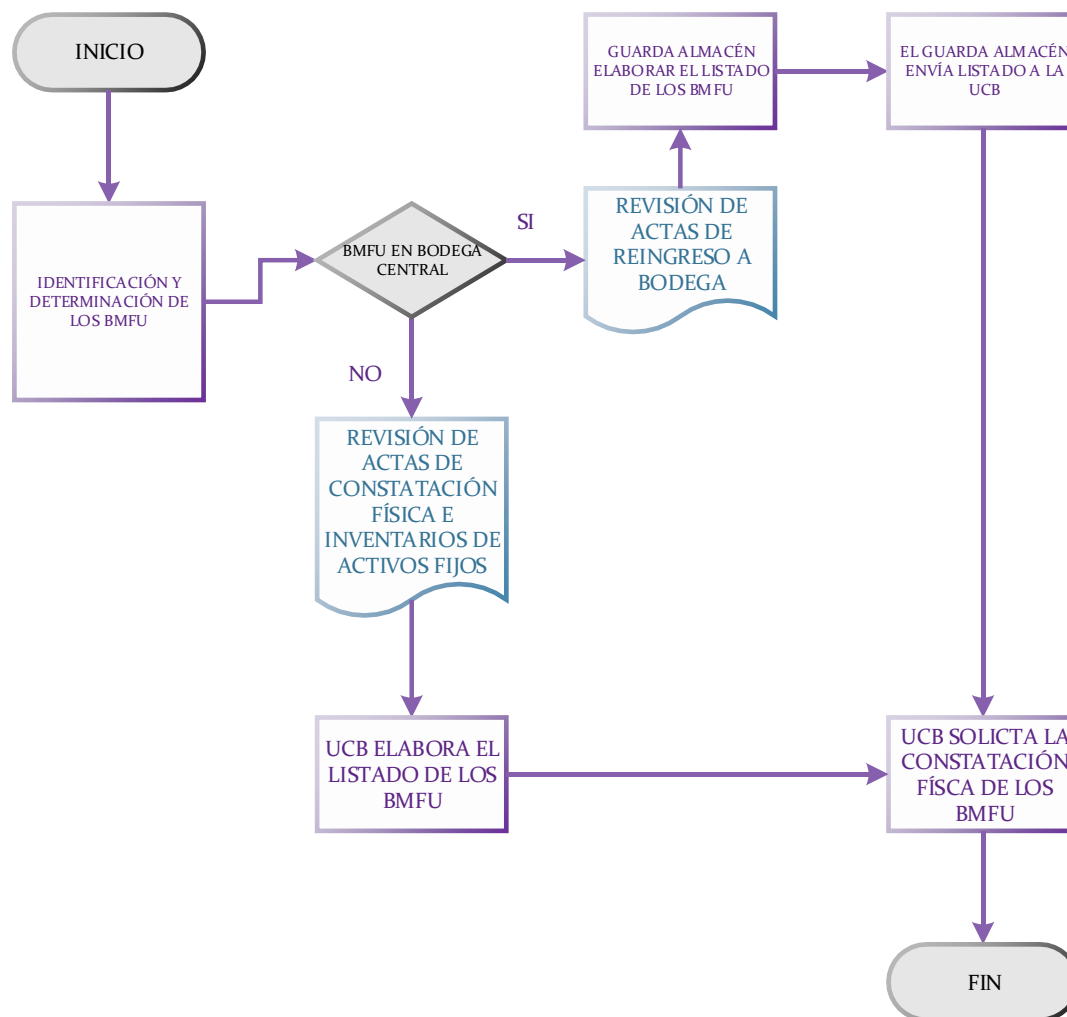 INICIO
IDENTIFICACIÓN Y
DETERMINACIÓN DE
LOS BMFU
BMFU EN BODEGA
CENTRAL
SI
REVISIÓN DE
ACTAS DE
REINGRESO A
BODEGA
GUARDA ALMACÉN
ELABORAR EL LISTADO
DE LOS BMFU
EL GUARDA ALMACÉN
ENVÍA LISTADO A LA
UCB
NO
REVISIÓN DE
ACTAS DE
CONSTATACIÓN
FÍSICA E
INVENTARIOS DE
ACTIVOS FIJOS
UCB ELABORA EL
LISTADO DE LOS
BMFU
UCB SOLICTA LA
CONSTATACIÓN
FÍSCA DE LOS
BMFU
FIN